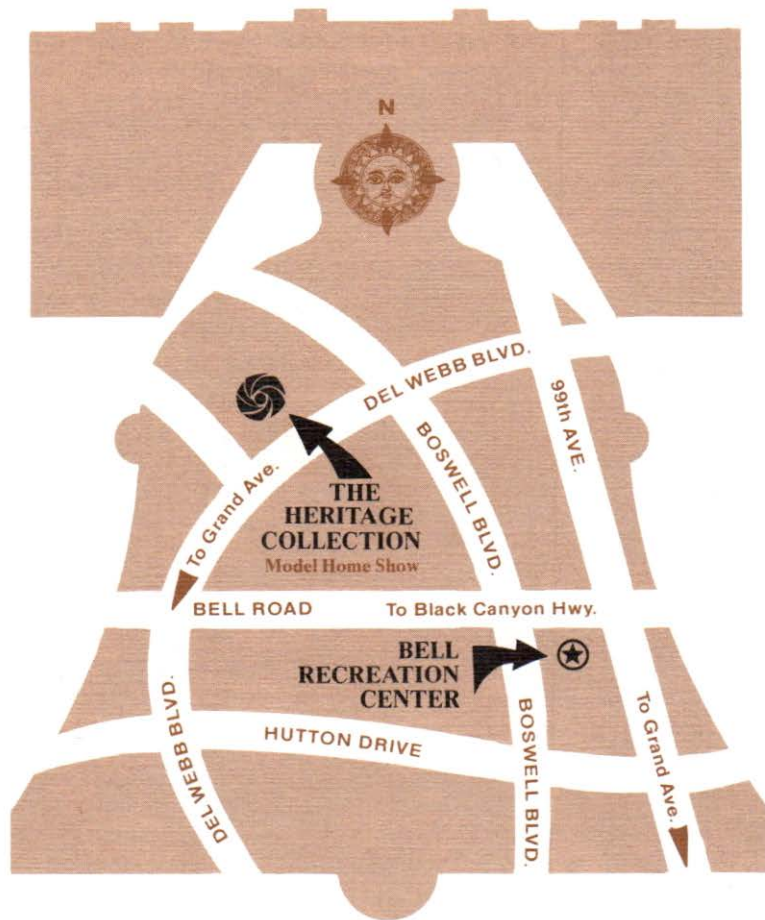 N
DEL WEBB BLVD.
99th AVE.
BOSWELL BLVD.
To Grand Ave.
THE
HERITAGE
COLLECTION
Model Home Show
BELL ROAD
To Black Canyon Hwy.
BELL
RECREATION
CENTER
DEL WEBB BLVD.
HUTTON DRIVE
BOSWELL BLVD.
To Grand Ave.